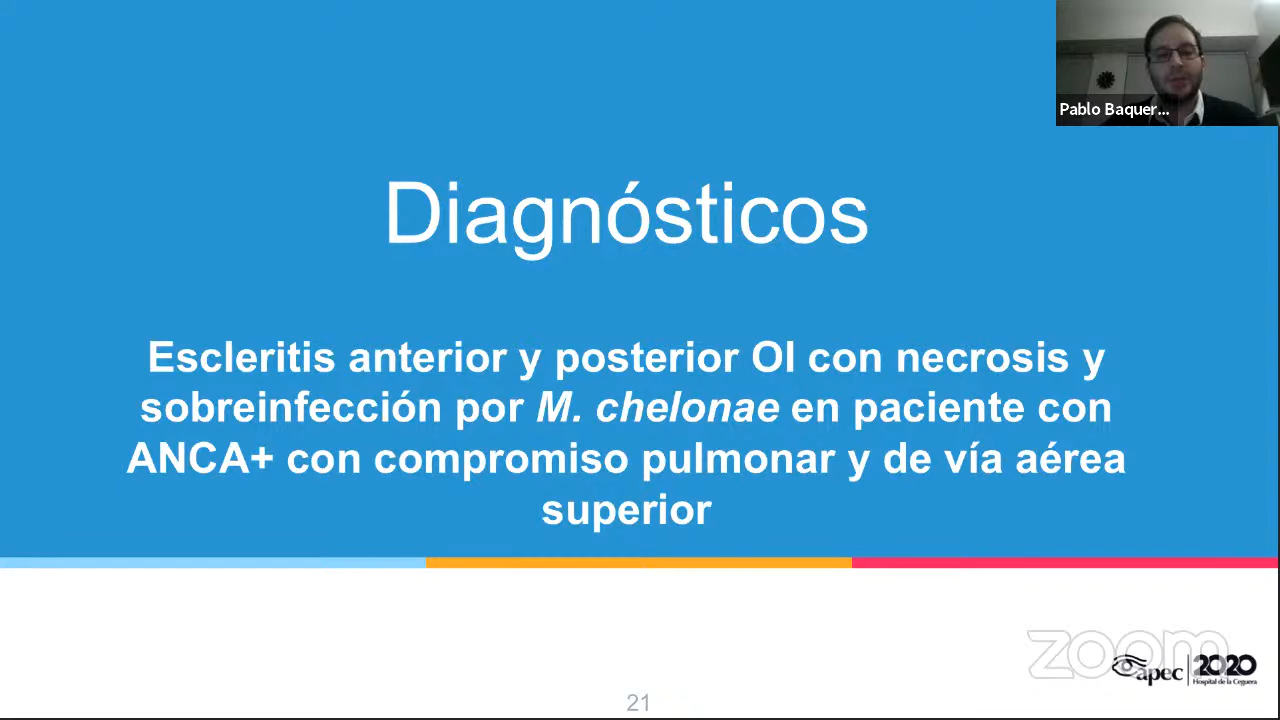 Pablo Baquer...
Diagnósticos
Escleritis anterior y posterior OI con necrosis y
sobreinfección por M. chelonae en paciente con
ANCA+ con compromiso pulmonar y de vía aérea
superior
zoom
apec 2020
Hospital de la Ceguera
21